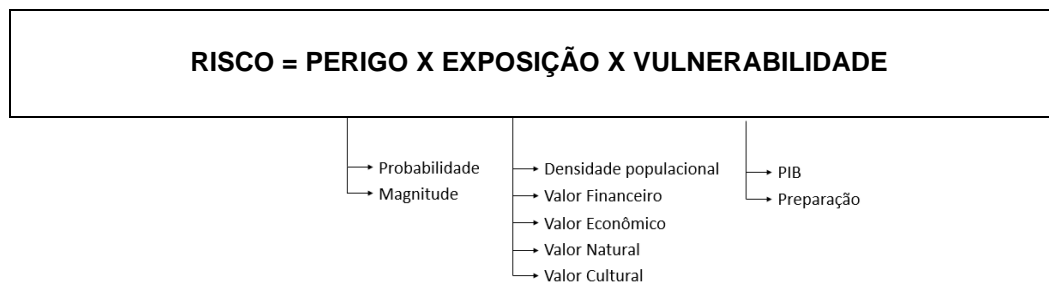 RISCO = PERIGO X EXPOSIÇÃO X VULNERABILIDADE
Probabilidade
Magnitude
Densidade populacional
Valor Financeiro
Valor Econômico
Valor Natural
Valor Cultural
PIB
Preparação